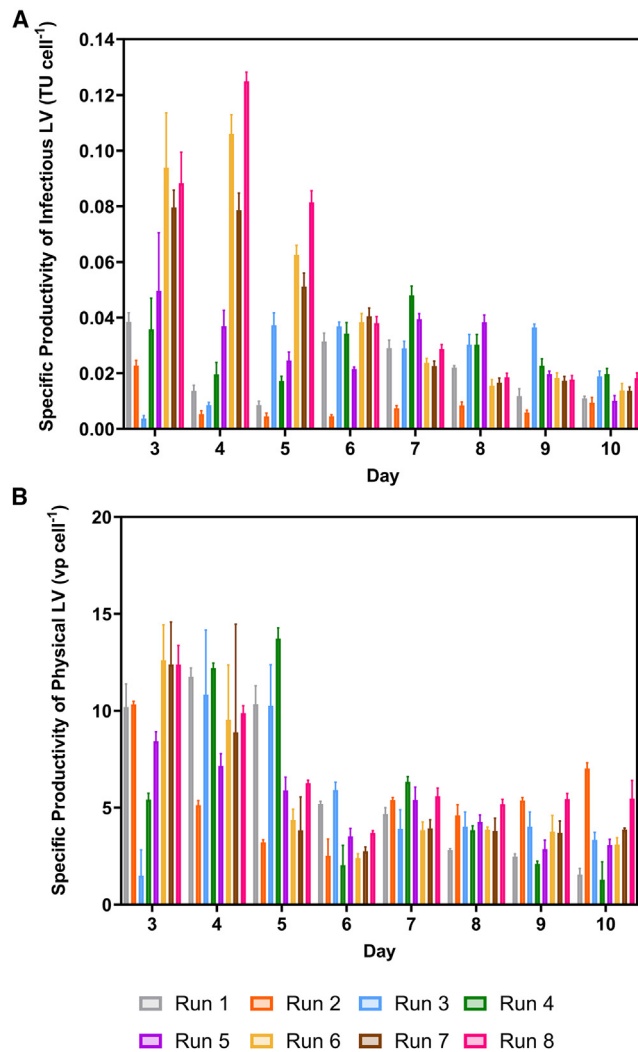 A
Specific Productivity of Infectious LV (TU cell⁻¹)
0.14
0.12
0.10
0.08
0.06
0.04
0.02
0.00
3 4 5 6 7 8 9 10
Day
B
Specific Productivity of Physical LV (vp cell⁻¹)
20
15
10
5
0
3 4 5 6 7 8 9 10
Day
Run 1 Run 2 Run 3 Run 4
Run 5 Run 6 Run 7 Run 8